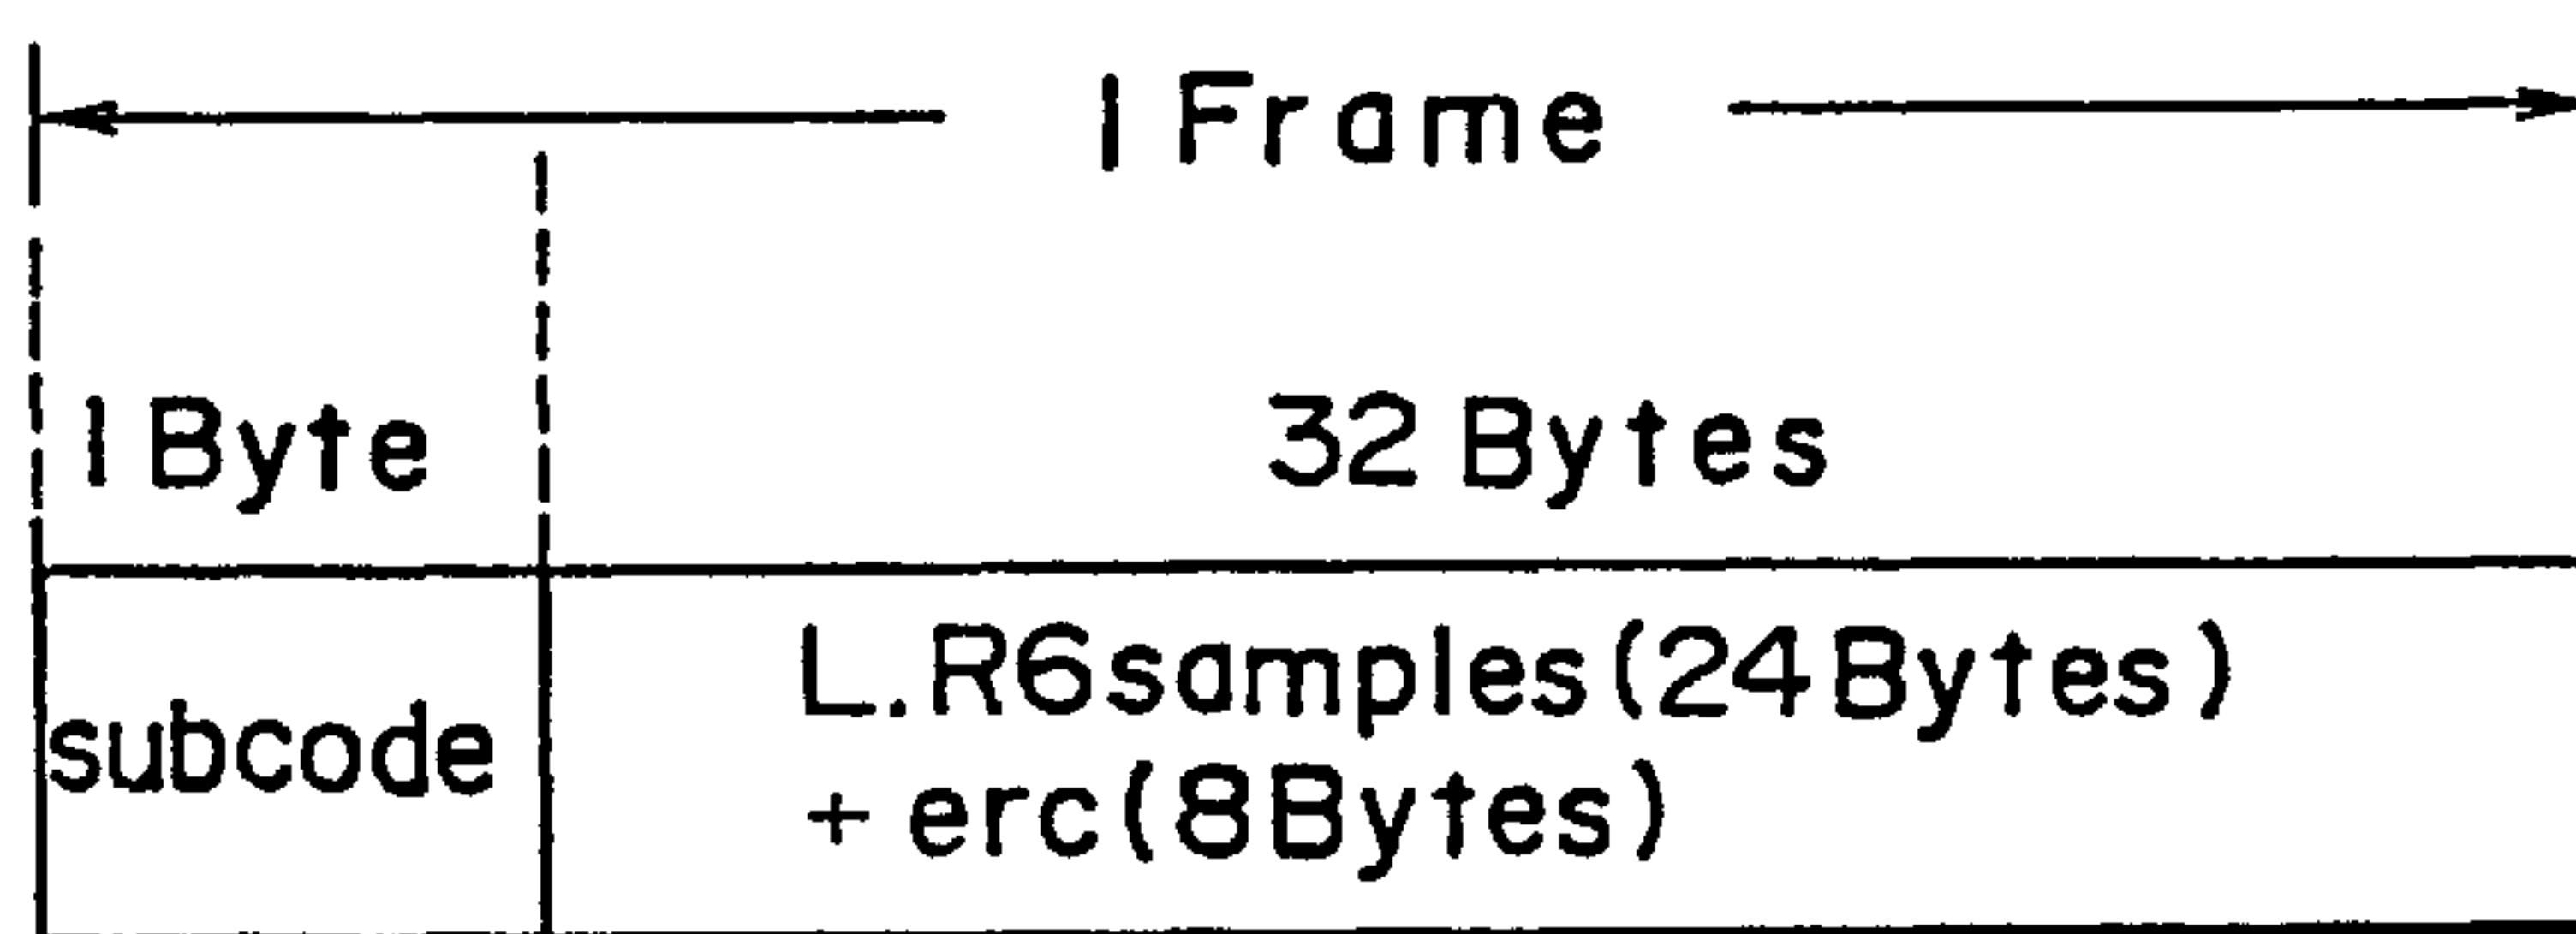 1 Frame
1 Byte
32 Bytes
subcode
L.R6samples(24Bytes)
+ erc(8Bytes)